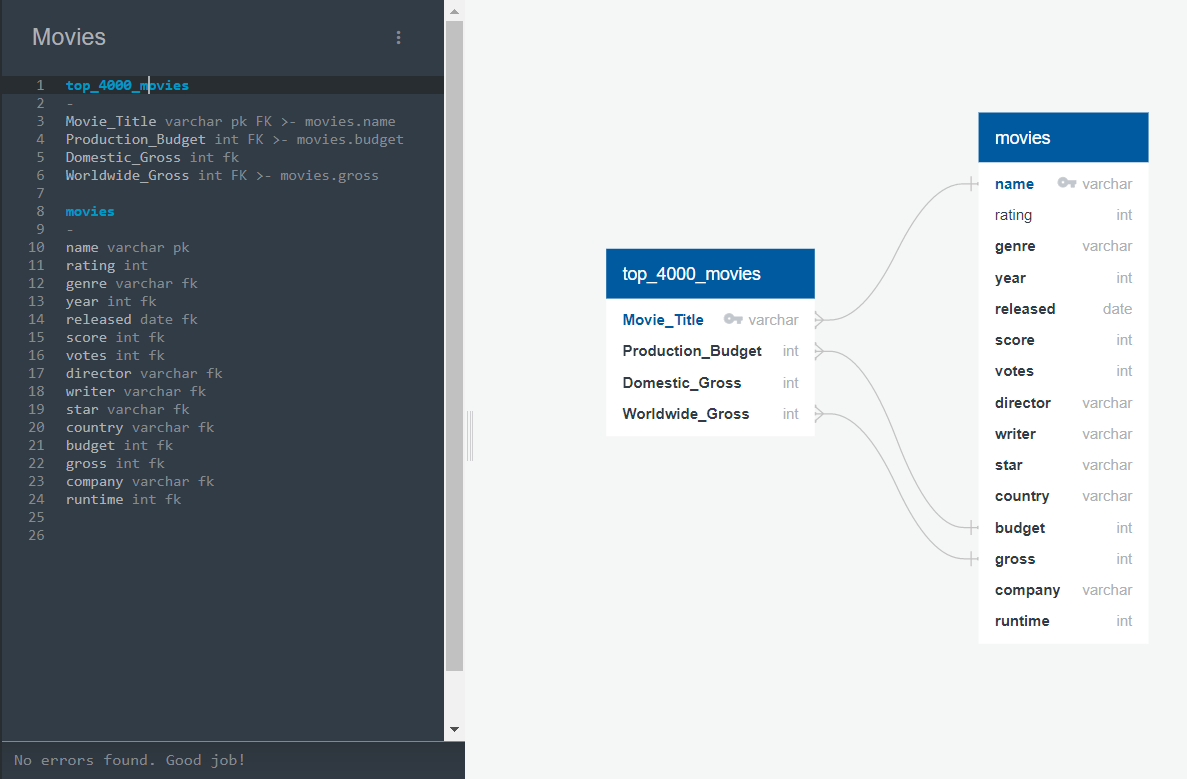 Movies
1 top_4000_movies
2 -
3 Movie_Title varchar pk FK >- movies.name
4 Production_Budget int FK >- movies.budget
5 Domestic_Gross int fk
6 Worldwide_Gross int FK >- movies.gross
7
8 movies
9 -
10 name varchar pk
11 rating int
12 genre varchar fk
13 year int fk
14 released date fk
15 score int fk
16 votes int fk
17 director varchar fk
18 writer varchar fk
19 star varchar fk
20 country varchar fk
21 budget int fk
22 gross int fk
23 company varchar fk
24 runtime int fk
25
26
No errors found. Good job!
top_4000_movies
Movie_Title varchar
Production_Budget int
Domestic_Gross int
Worldwide_Gross int
movies
name varchar
rating int
genre varchar
year int
released date
score int
votes int
director varchar
writer varchar
star varchar
country varchar
budget int
gross int
company varchar
runtime int